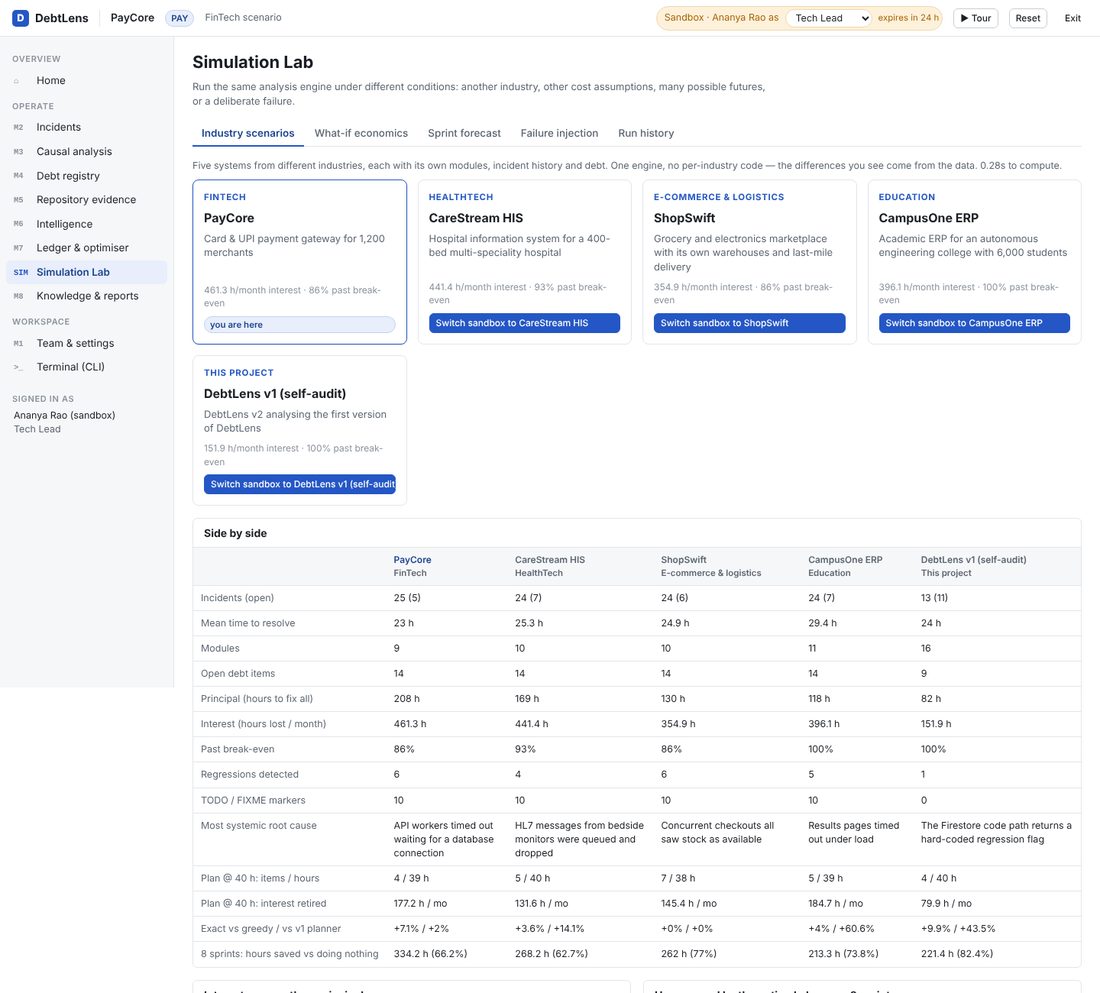 D DebtLens PayCore PAY FinTech scenario Sandbox · Ananya Rao as Tech Lead expires in 24 h ▶ Tour Reset Exit
OVERVIEW
Home
OPERATE
M2 Incidents
M3 Causal analysis
M4 Debt registry
M5 Repository evidence
M6 Intelligence
M7 Ledger & optimiser
SIM Simulation Lab
M8 Knowledge & reports
WORKSPACE
M1 Team & settings
>_ Terminal (CLI)
SIGNED IN AS
Ananya Rao (sandbox)
Tech Lead
Simulation Lab
Run the same analysis engine under different conditions: another industry, other cost assumptions, many possible futures,
or a deliberate failure.
Industry scenarios What-if economics Sprint forecast Failure injection Run history
Five systems from different industries, each with its own modules, incident history and debt. One engine, no per-industry code — the differences you see come from the data. 0.28s to compute.
FINTECH
PayCore
Card & UPI payment gateway for 1,200
merchants
461.3 h/month interest · 86% past break-
even
you are here
HEALTHTECH
CareStream HIS
Hospital information system for a 400-
bed multi-speciality hospital
441.4 h/month interest · 93% past break-
even
Switch sandbox to CareStream HIS
E-COMMERCE & LOGISTICS
ShopSwift
Grocery and electronics marketplace
with its own warehouses and last-mile
delivery
354.9 h/month interest · 86% past break-
even
Switch sandbox to ShopSwift
EDUCATION
CampusOne ERP
Academic ERP for an autonomous
engineering college with 6,000 students
396.1 h/month interest · 100% past break-
even
Switch sandbox to CampusOne ERP
THIS PROJECT
DebtLens v1 (self-audit)
DebtLens v2 analysing the first version
of DebtLens
151.9 h/month interest · 100% past break-
even
Switch sandbox to DebtLens v1 (self-audit
Side by side
PayCore CareStream HIS ShopSwift CampusOne ERP DebtLens v1 (self-audit)
FinTech HealthTech E-commerce & logistics Education This project
Incidents (open) 25 (5) 24 (7) 24 (6) 24 (7) 13 (11)
Mean time to resolve 23 h 25.3 h 24.9 h 29.4 h 24 h
Modules 9 10 10 11 16
Open debt items 14 14 14 14 9
Principal (hours to fix all) 208 h 169 h 130 h 118 h 82 h
Interest (hours lost / month) 461.3 h 441.4 h 354.9 h 396.1 h 151.9 h
Past break-even 86% 93% 86% 100% 100%
Regressions detected 6 4 6 5 1
TODO / FIXME markers 10 10 10 10 0
Most systemic root cause API workers timed out HL7 messages from bedside Concurrent checkouts all Results pages timed The Firestore code path returns a
waiting for a database monitors were queued and saw stock as available out under load hard-coded regression flag
connection dropped
Plan @ 40 h: items / hours 4 / 39 h 5 / 40 h 7 / 38 h 5 / 39 h 4 / 40 h
Plan @ 40 h: interest retired 177.2 h / mo 131.6 h / mo 145.4 h / mo 184.7 h / mo 79.9 h / mo
Exact vs greedy / vs v1 planner +7.1% / +2% +3.6% / +14.1% +0% / +0% +4% / +60.6% +9.9% / +43.5%
8 sprints: hours saved vs doing nothing 334.2 h (66.2%) 268.2 h (62.7%) 262 h (77%) 213.3 h (73.8%) 221.4 h (82.4%)